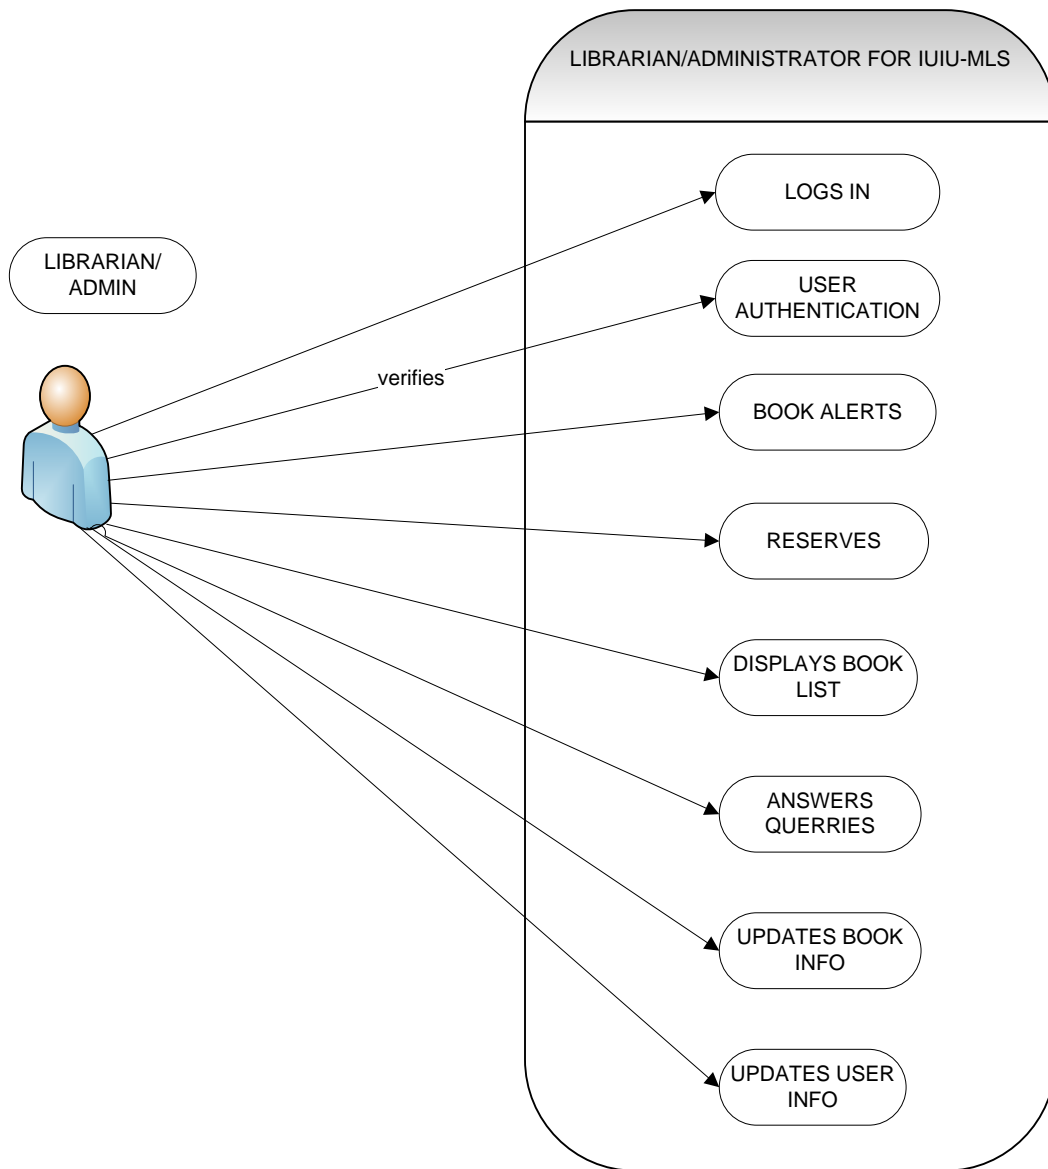 LIBRARIAN/ADMINISTRATOR FOR IUIU-MLS
LOGS IN
LIBRARIAN/
ADMIN
USER
AUTHENTICATION
verifies
BOOK ALERTS
RESERVES
DISPLAYS BOOK
LIST
ANSWERS
QUERRIES
UPDATES BOOK
INFO
UPDATES USER
INFO